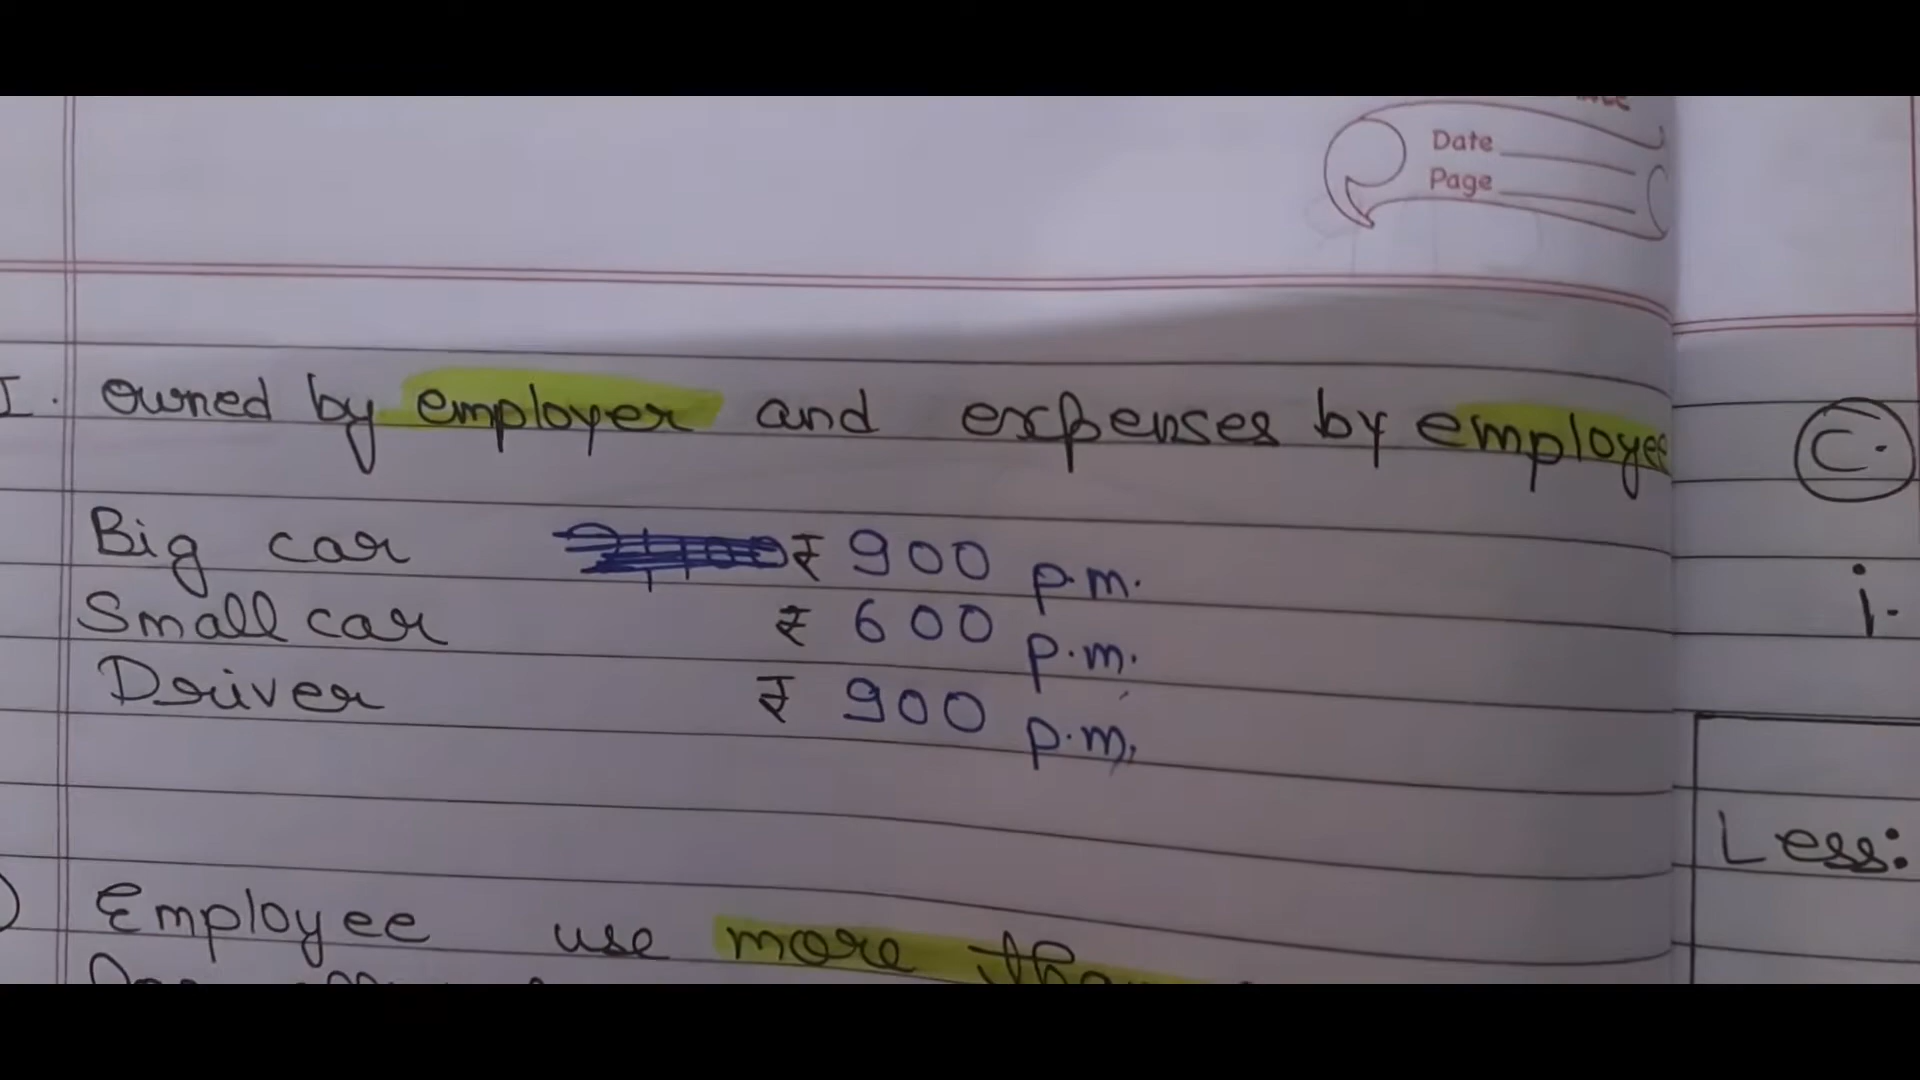 Date
Page
I. owned by employer and expenses by employee
Big car ₹ 900 p.m.
Small car ₹ 600 p.m.
Driver ₹ 900 p.m.
Employee use more than
C.
i.
Less: